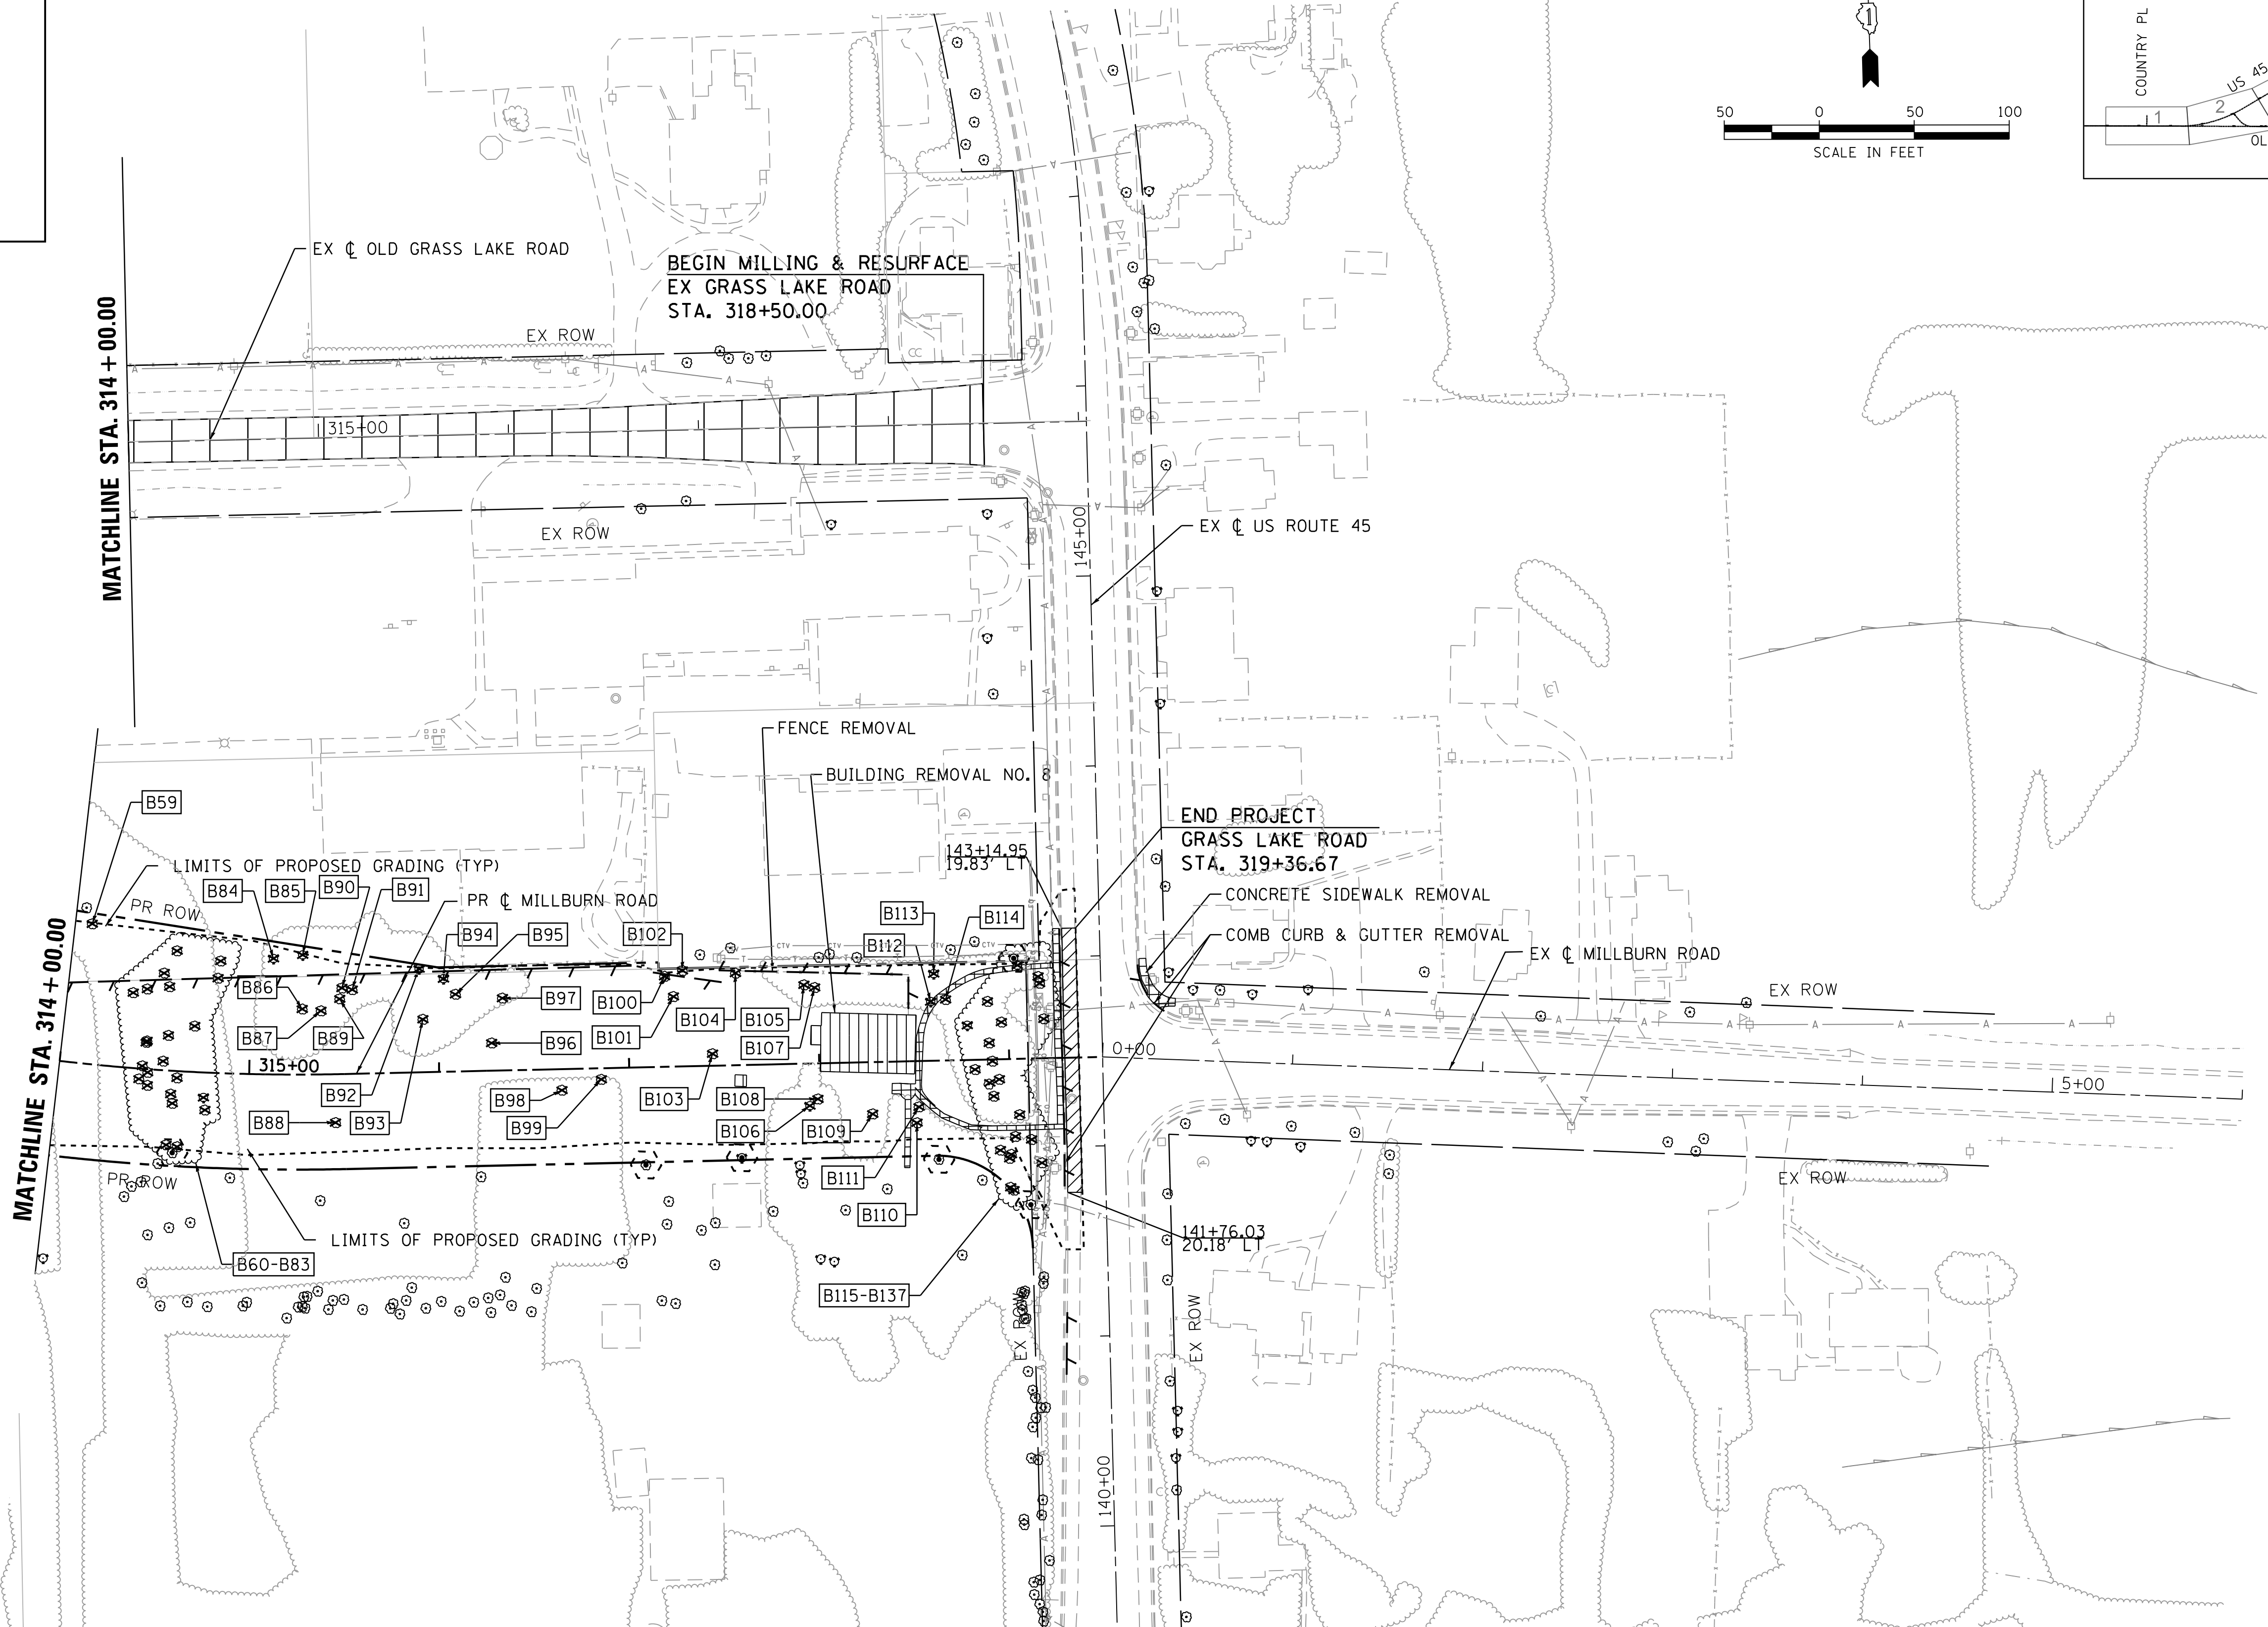 COUNTRY PL
US 45
1
2
OL
1
50 0 50 100
SCALE IN FEET
EX ℄ OLD GRASS LAKE ROAD
BEGIN MILLING & RESURFACE
EX GRASS LAKE ROAD
STA. 318+50.00
EX ROW
MATCHLINE STA. 314+00.00
315+00
EX ROW
145+00
EX ℄ US ROUTE 45
FENCE REMOVAL
BUILDING REMOVAL NO. 8
B59
END PROJECT
GRASS LAKE ROAD
STA. 319+36.67
143+14.95
19.83' LT
LIMITS OF PROPOSED GRADING (TYP)
B84
B85
B90
B91
PR ROW
PR ℄ MILLBURN ROAD
CONCRETE SIDEWALK REMOVAL
B113
B114
B94
B95
B102
B112
COMB CURB & GUTTER REMOVAL
EX ℄ MILLBURN ROAD
MATCHLINE STA. 314+00.00
CTV CTV CTV CTV
B86
B97
B100
EX ROW
B104
B105
B87
B89
B96
B101
B107
0+00
315+00
5+00
B92
B98
B103
B108
B88
B93
B99
B106
B109
PR ROW
B111
EX ROW
B110
LIMITS OF PROPOSED GRADING (TYP)
141+76.03
20.18' LT
B60-B83
B115-B137
EX ROW
EX ROW
140+00